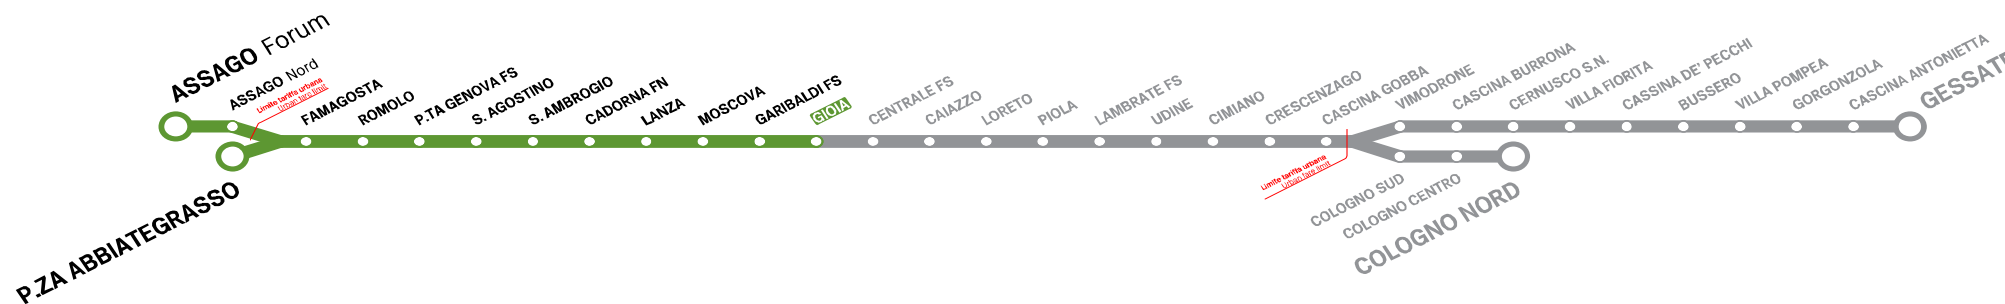 ASSAGO Forum
ASSAGO Nord
Limite tariffa urbana
Urban fare limit
FAMAGOSTA
ROMOLO
P.TA GENOVA FS
S. AGOSTINO
S. AMBROGIO
CADORNA FN
LANZA
MOSCOVA
GARIBALDI FS
GIOIA
CENTRALE FS
CAIAZZO
LORETO
PIOLA
LAMBRATE FS
UDINE
CIMIANO
CRESCENZAGO
CASCINA GOBBA
VIMODRONE
CASCINA BURRONA
CERNUSCO S.N.
VILLA FIORITA
CASSINA DE' PECCHI
BUSSERO
VILLA POMPEA
GORGONZOLA
CASCINA ANTONIETTA
GESSATE
P.ZA ABBIATEGRASSO
Limite tariffa urbana
Urban fare limit
COLOGNO SUD
COLOGNO CENTRO
COLOGNO NORD